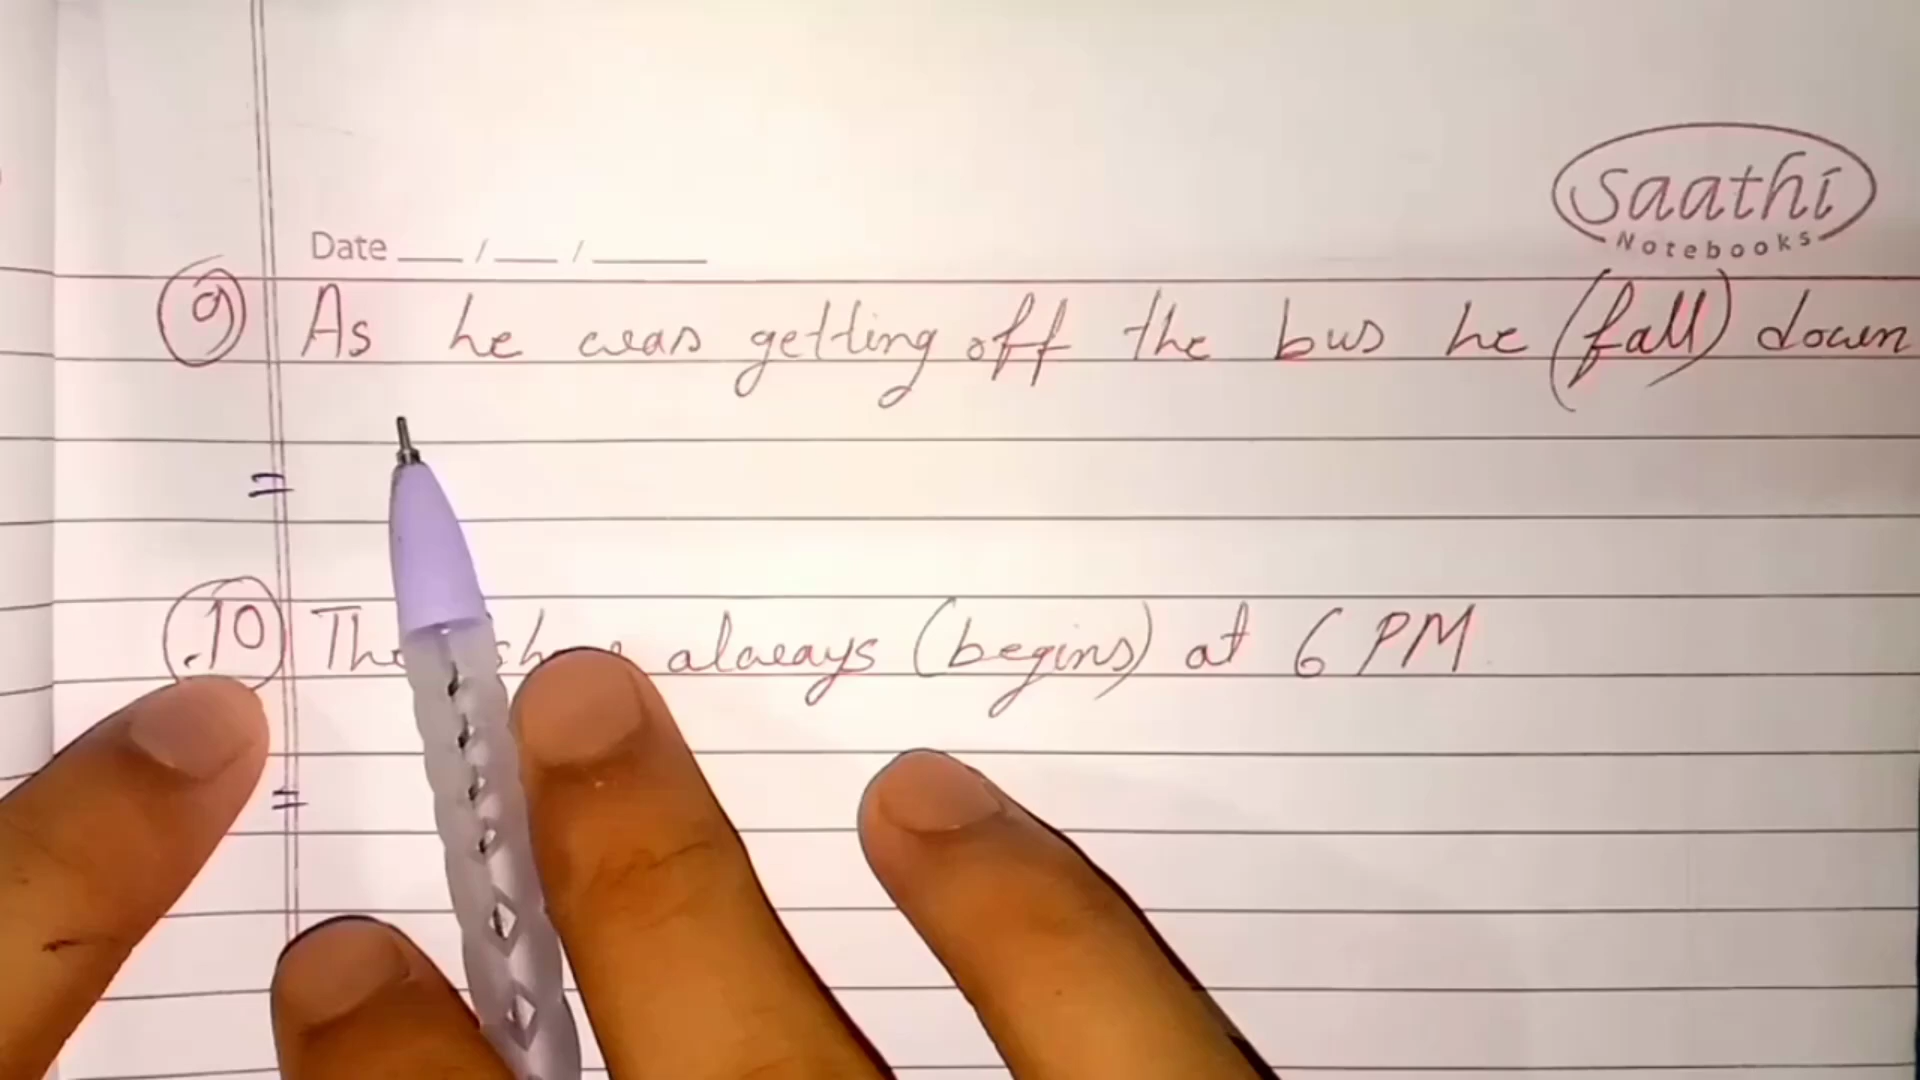 saathi
Notebooks
Date __ / __ / ____
9 As he was getting off the bus he (fall) down
=
10 The always (begins) at 6 PM
=